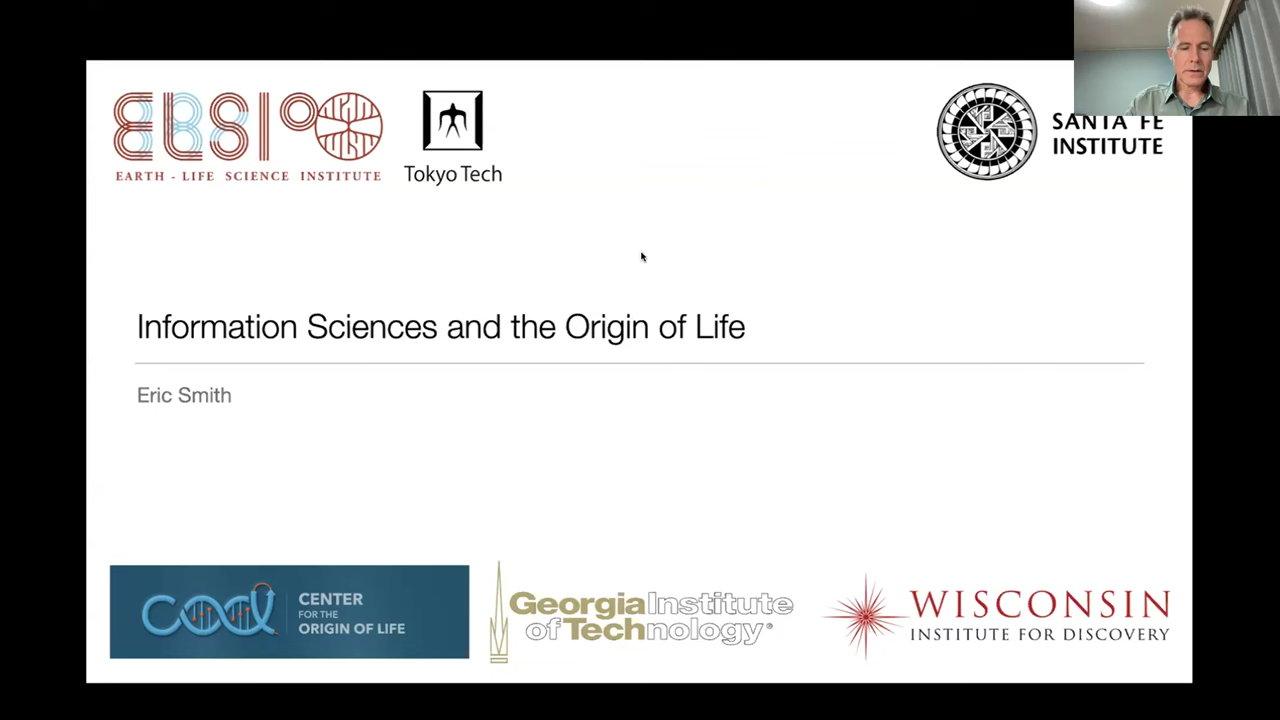 ELSI
EARTH - LIFE SCIENCE INSTITUTE
Tokyo Tech
SANTA FE
INSTITUTE
Information Sciences and the Origin of Life
Eric Smith
cool
CENTER
FOR THE
ORIGIN OF LIFE
Georgia Institute
of Technology®
WISCONSIN
INSTITUTE FOR DISCOVERY